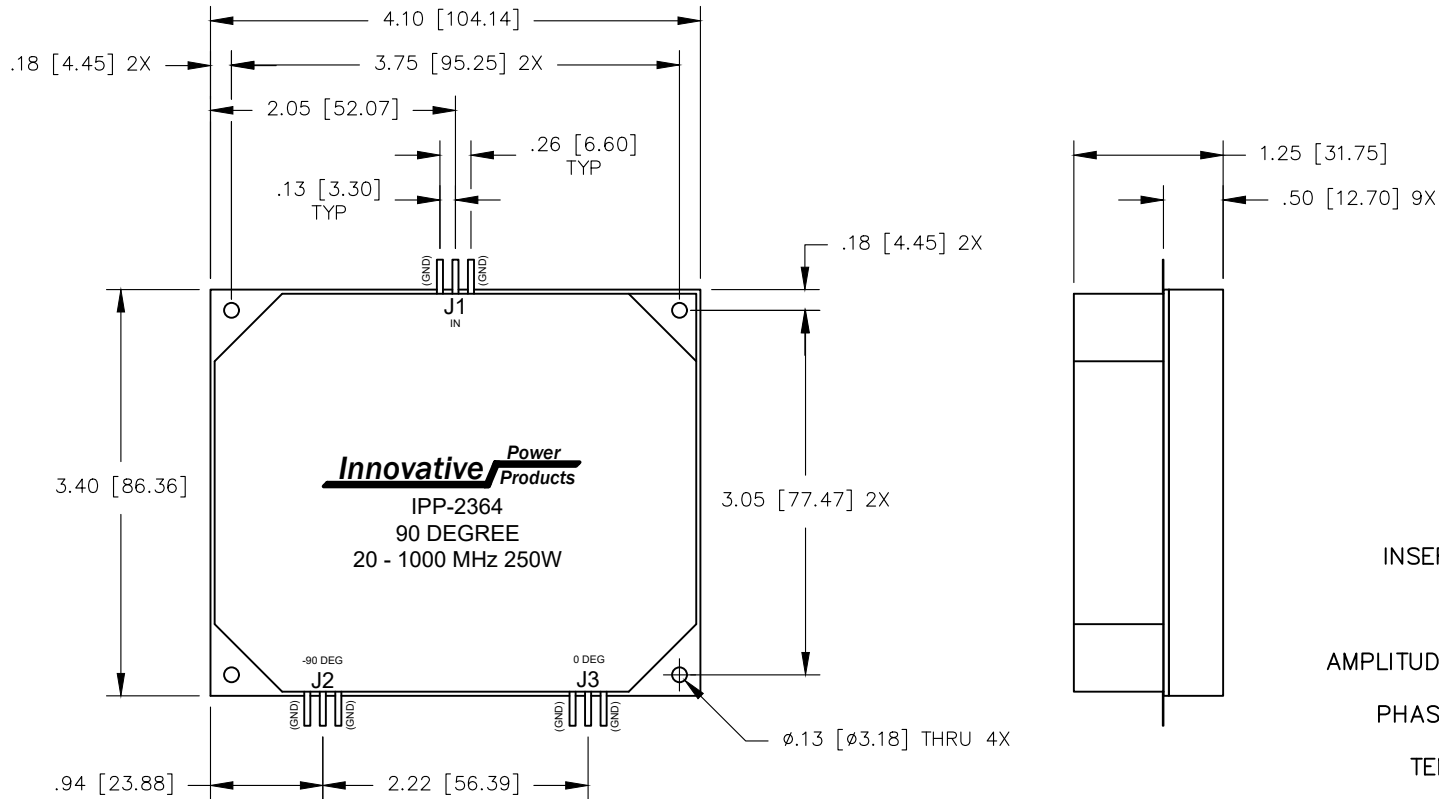 4.10 [104.14]
.18 [4.45] 2X
3.75 [95.25] 2X
2.05 [52.07]
.26 [6.60]
TYP
.13 [3.30]
TYP
1.25 [31.75]
.50 [12.70] 9X
.18 [4.45] 2X
(GND)
(GND)
J1
IN
3.40 [86.36]
Innovative Power Products
IPP-2364
90 DEGREE
20 - 1000 MHz 250W
3.05 [77.47] 2X
INSER
AMPLITUD
PHAS
TE
-90 DEG
J2
(GND)
(GND)
0 DEG
J3
(GND)
(GND)
ø.13 [ø3.18] THRU 4X
.94 [23.88]
2.22 [56.39]